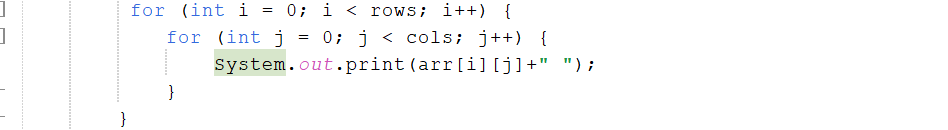 for (int i = 0; i < rows; i++) {
for (int j = 0; j < cols; j++) {
System.out.print(arr[i][j]+" ");
}
}